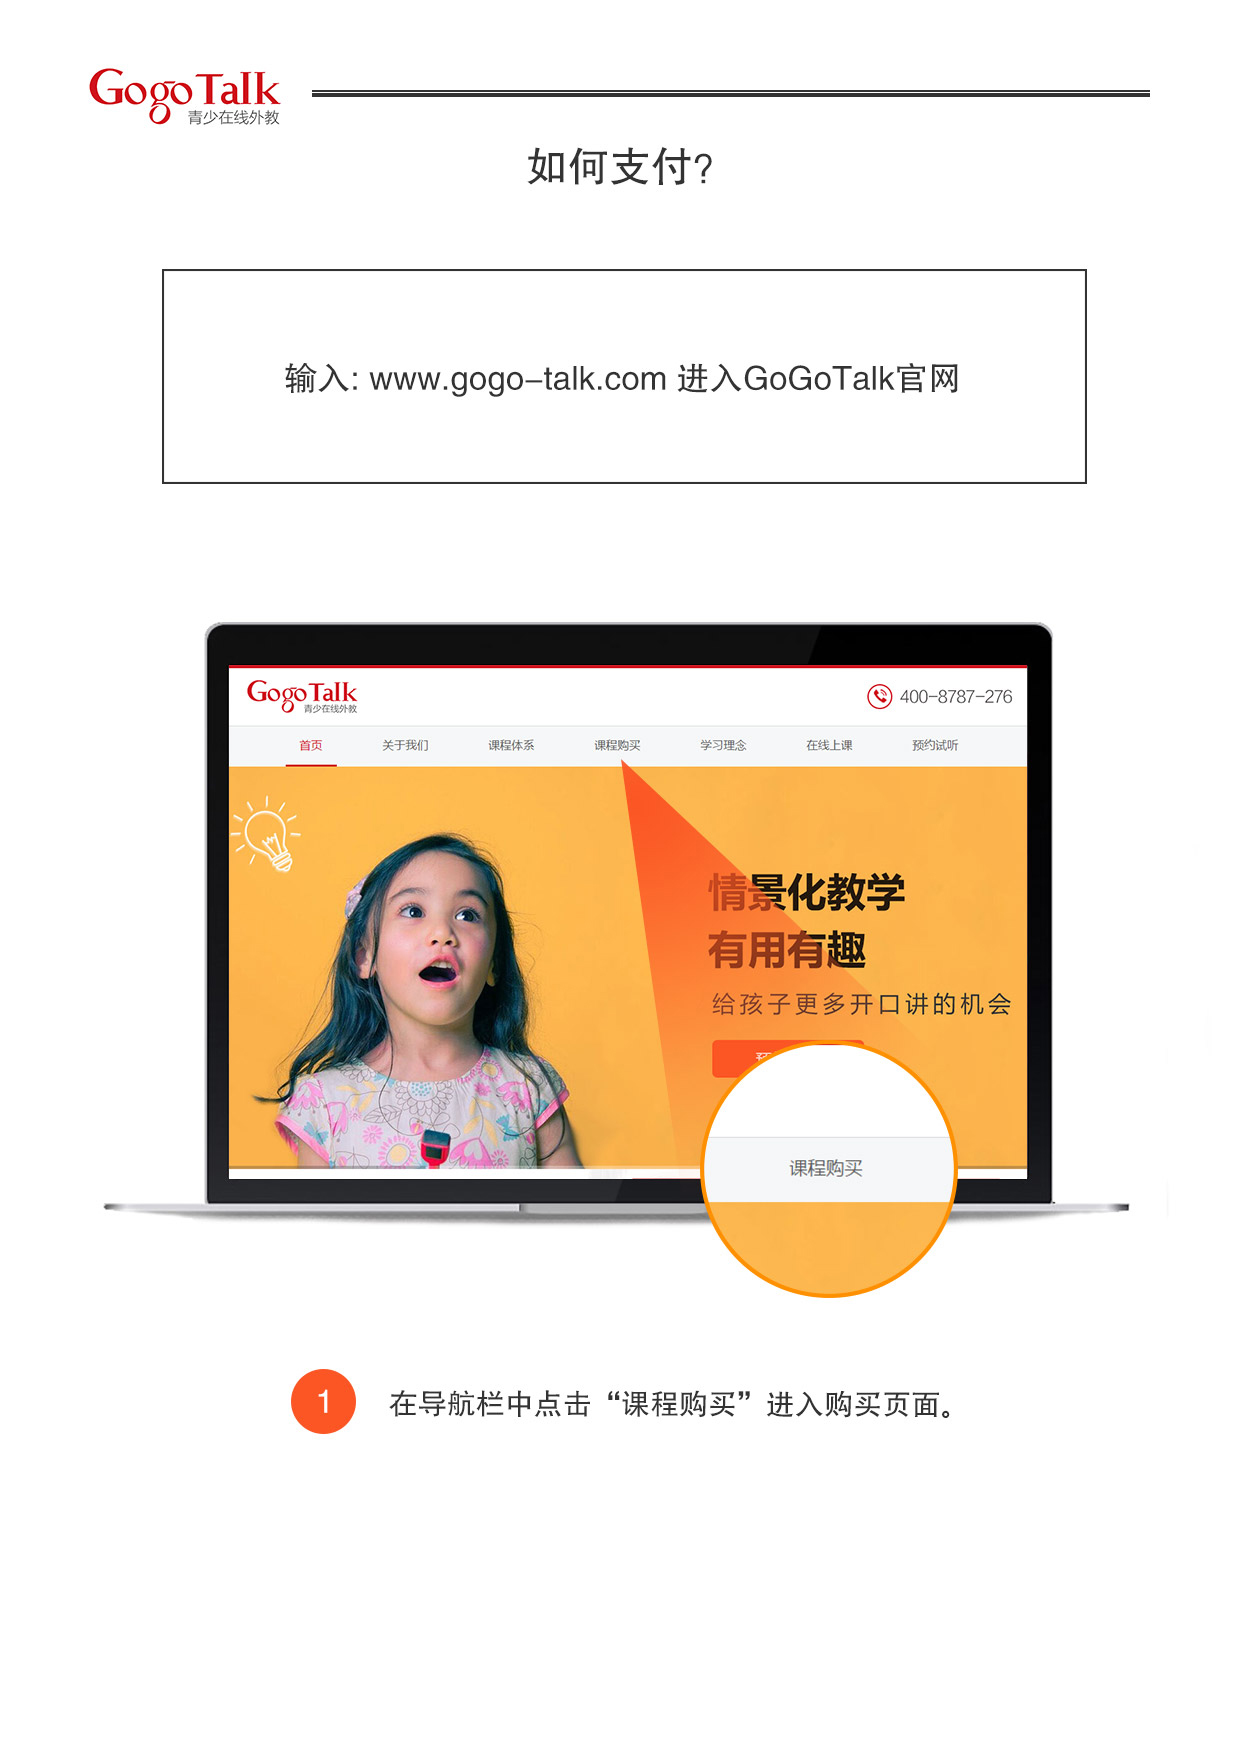 GogoTalk
青少在线外教
如何支付?
输入: www.gogo-talk.com 进入GoGoTalk官网
GogoTalk
青少在线外教
400-8787-276
首页 关于我们 课程体系 课程购买 学习理念 在线上课 预约试听
情景化教学
有用有趣
给孩子更多开口讲的机会
课程购买
1 在导航栏中点击“课程购买”进入购买页面。